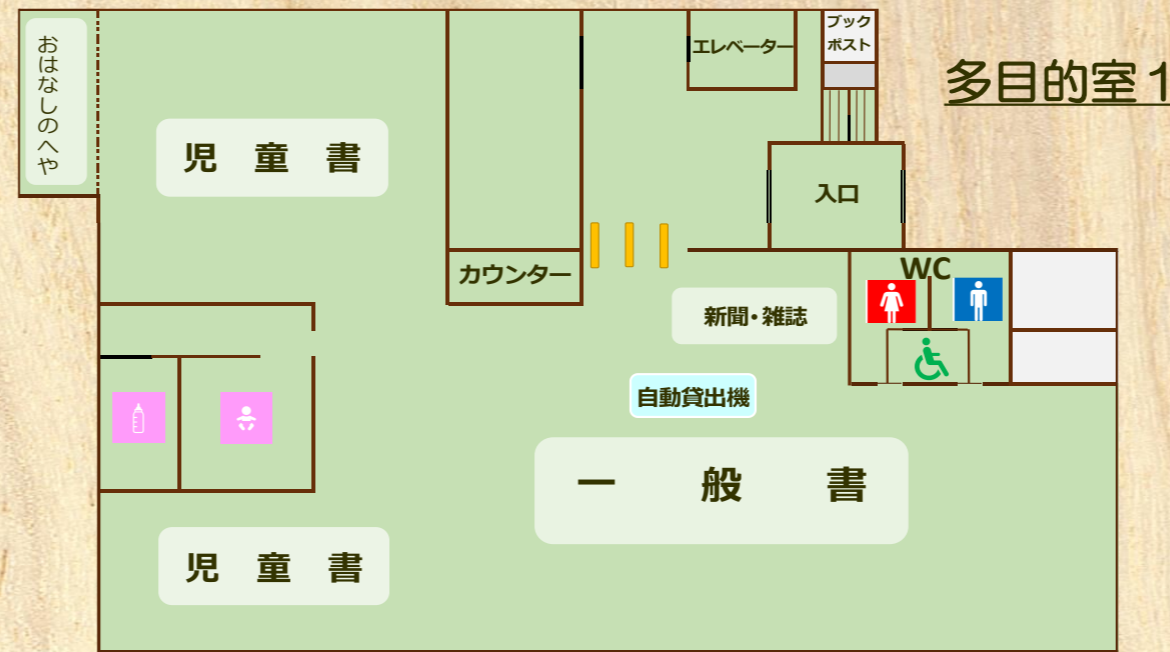 おはなしのへや
児童書
エレベーター
ブック
ポスト
多目的室1
入口
カウンター
WC
新聞・雑誌
自動貸出機
一般書
児童書